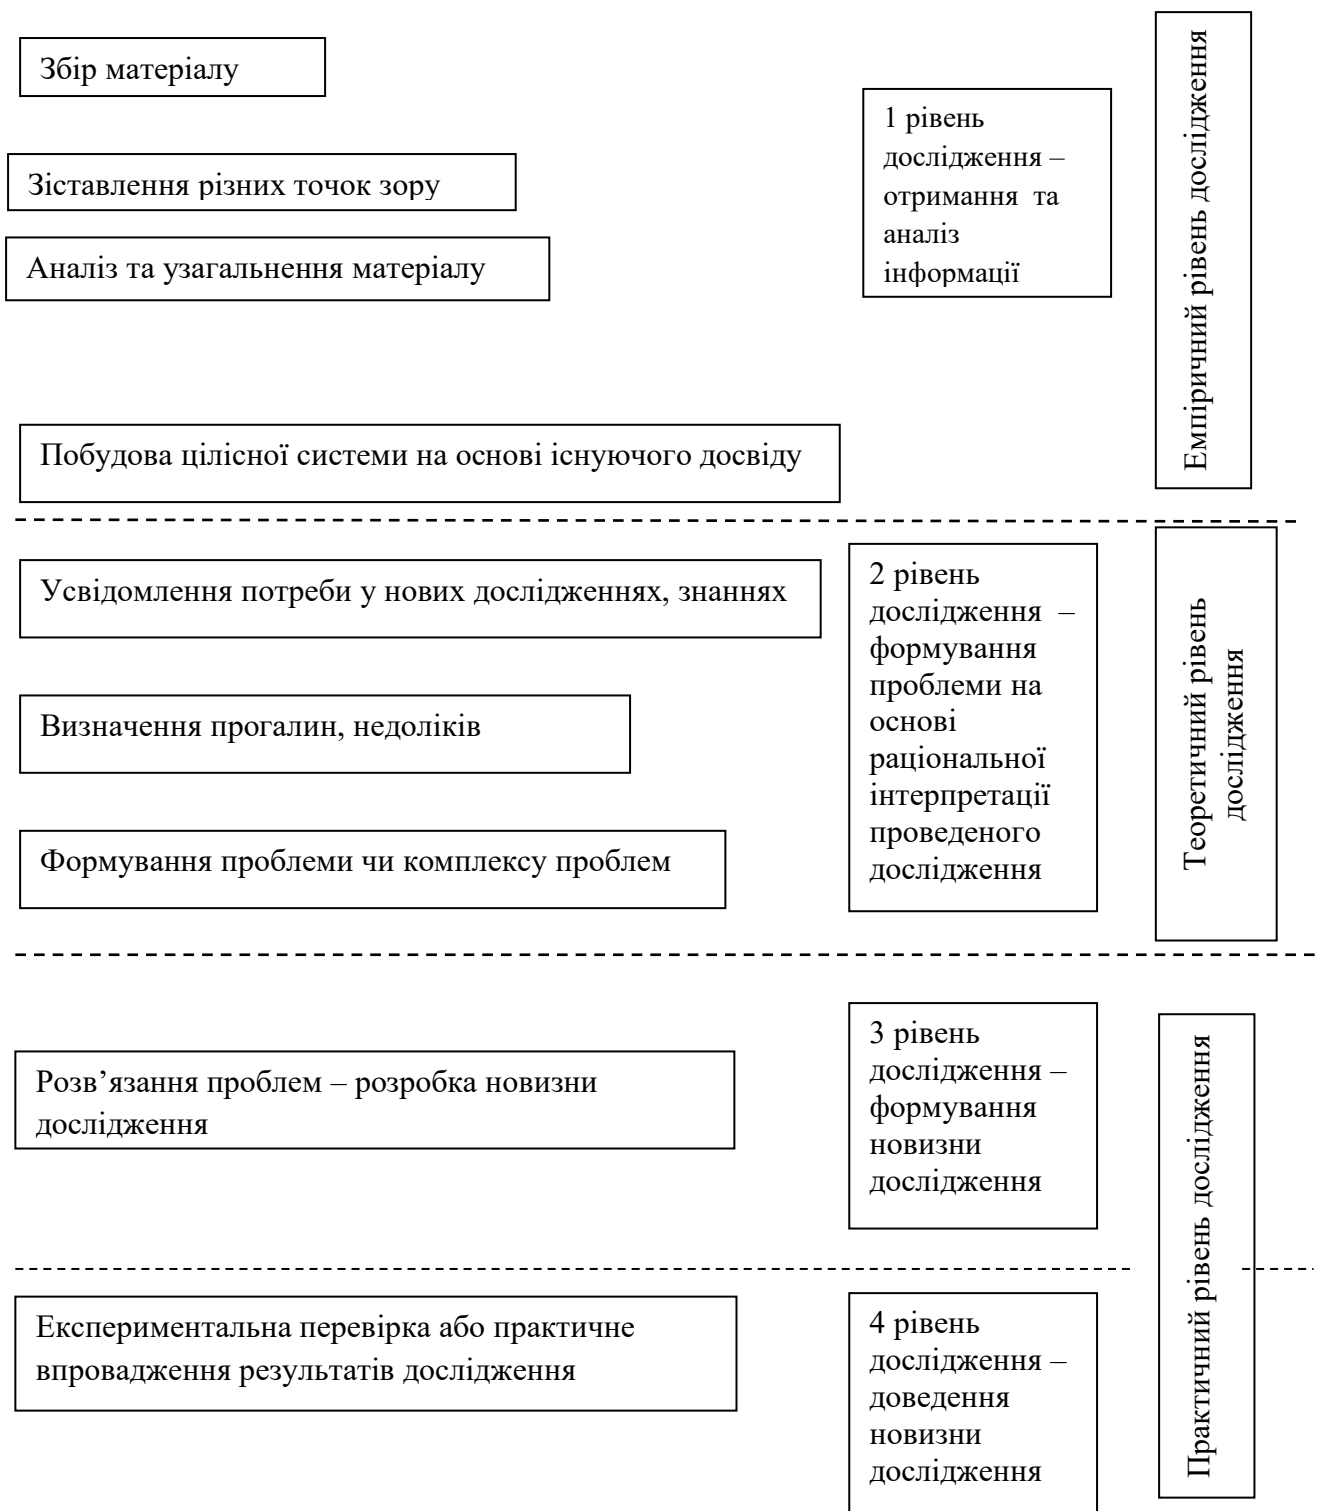 Збір матеріалу
Зіставлення різних точок зору
Аналіз та узагальнення матеріалу
Побудова цілісної системи на основі існуючого досвіду
1 рівень
дослідження –
отримання та
аналіз
інформації
Емпіричний рівень дослідження
Усвідомлення потреби у нових дослідженнях, знаннях
Визначення прогалин, недоліків
Формування проблеми чи комплексу проблем
2 рівень
дослідження –
формування
проблеми на
основі
раціональної
інтерпретації
проведеного
дослідження
Теоретичний рівень
дослідження
Розв’язання проблем – розробка новизни
дослідження
3 рівень
дослідження –
формування
новизни
дослідження
Експериментальна перевірка або практичне
впровадження результатів дослідження
4 рівень
дослідження –
доведення
новизни
дослідження
Практичний рівень дослідження